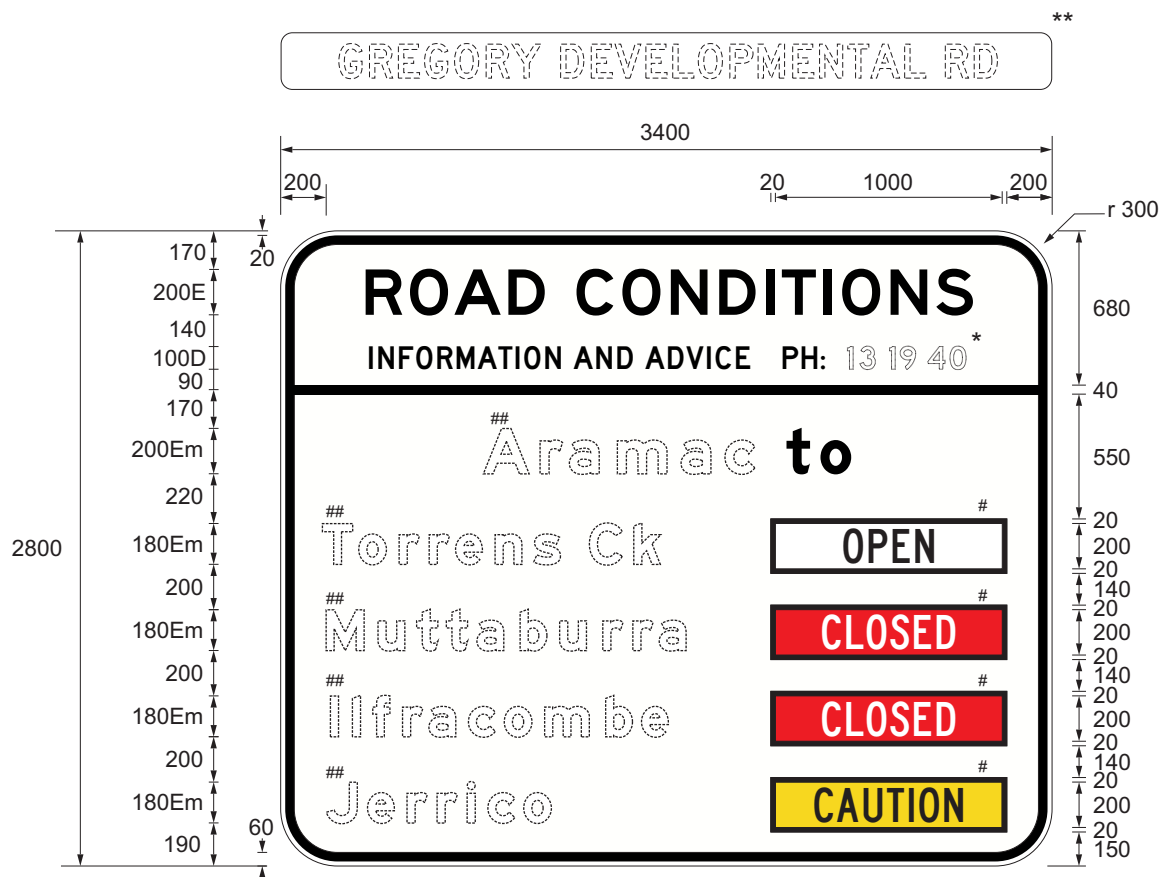 **
GREGORY DEVELOPMENTAL RD
3400
200 20 1000 200
r 300
170 20
ROAD CONDITIONS
200E 680
140
INFORMATION AND ADVICE PH: 13 19 40*
100D
90 40
170
##
Aramac to
200Em 550
220
## #
Torrens Ck OPEN
2800 180Em 20 200 20
200 140
## #
Muttaburra CLOSED
180Em 20 200 20
200 140
## #
Ilfracombe CLOSED
180Em 20 200 20
200 140
## #
Jerrico CAUTION
180Em 20 200 20
190 60 150